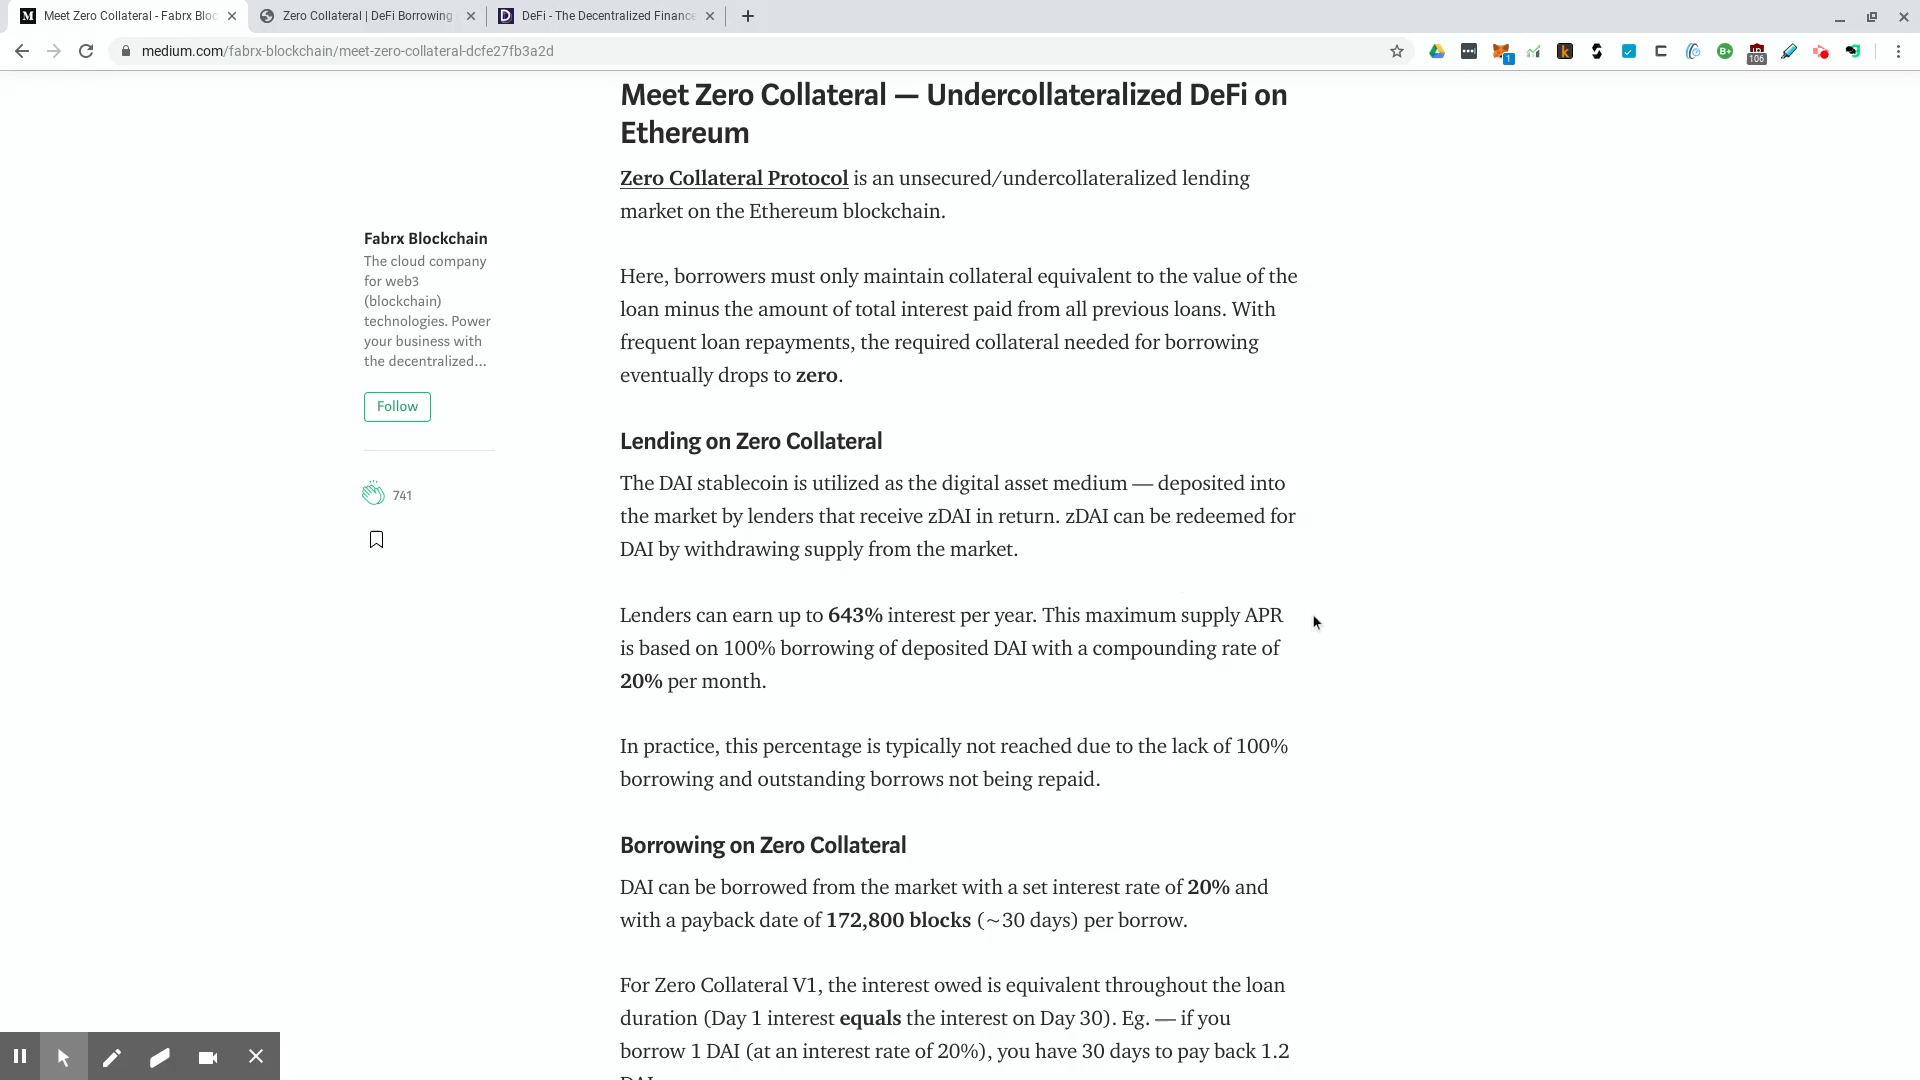 Meet Zero Collateral - Fabrx Bloc
Zero Collateral | DeFi Borrowing
DeFi - The Decentralized Finance
medium.com/fabrx-blockchain/meet-zero-collateral-dcfe27fb3a2d
1
106
Meet Zero Collateral — Undercollateralized DeFi on
Ethereum
Zero Collateral Protocol is an unsecured/undercollateralized lending
market on the Ethereum blockchain.
Fabrx Blockchain
The cloud company
for web3
(blockchain)
technologies. Power
your business with
the decentralized...
Follow
741
Here, borrowers must only maintain collateral equivalent to the value of the
loan minus the amount of total interest paid from all previous loans. With
frequent loan repayments, the required collateral needed for borrowing
eventually drops to zero.
Lending on Zero Collateral
The DAI stablecoin is utilized as the digital asset medium — deposited into
the market by lenders that receive zDAI in return. zDAI can be redeemed for
DAI by withdrawing supply from the market.
Lenders can earn up to 643% interest per year. This maximum supply APR
is based on 100% borrowing of deposited DAI with a compounding rate of
20% per month.
In practice, this percentage is typically not reached due to the lack of 100%
borrowing and outstanding borrows not being repaid.
Borrowing on Zero Collateral
DAI can be borrowed from the market with a set interest rate of 20% and
with a payback date of 172,800 blocks (~30 days) per borrow.
For Zero Collateral V1, the interest owed is equivalent throughout the loan
duration (Day 1 interest equals the interest on Day 30). Eg. — if you
borrow 1 DAI (at an interest rate of 20%), you have 30 days to pay back 1.2